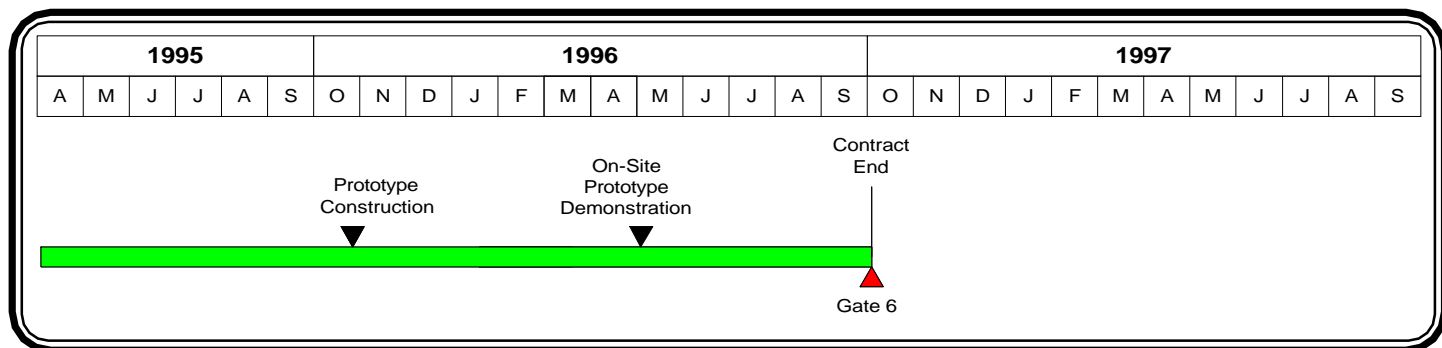 1995 1996 1997
A M J J A S O N D J F M A M J J A S O N D J F M A M J J A S
Contract
End
On-Site
Prototype
Demonstration
Prototype
Construction
Gate 6